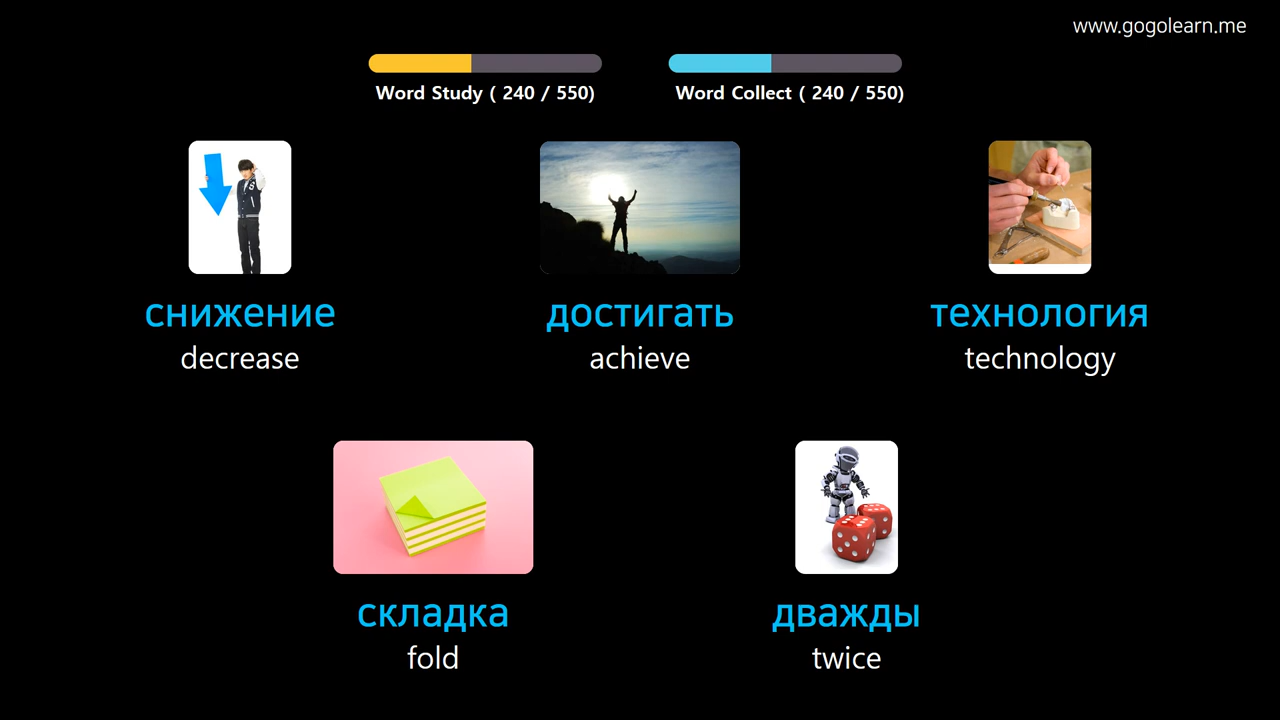 www.gogolearn.me
Word Study ( 240 / 550)
Word Collect ( 240 / 550)
снижение
decrease
достигать
achieve
технология
technology
складка
fold
дважды
twice